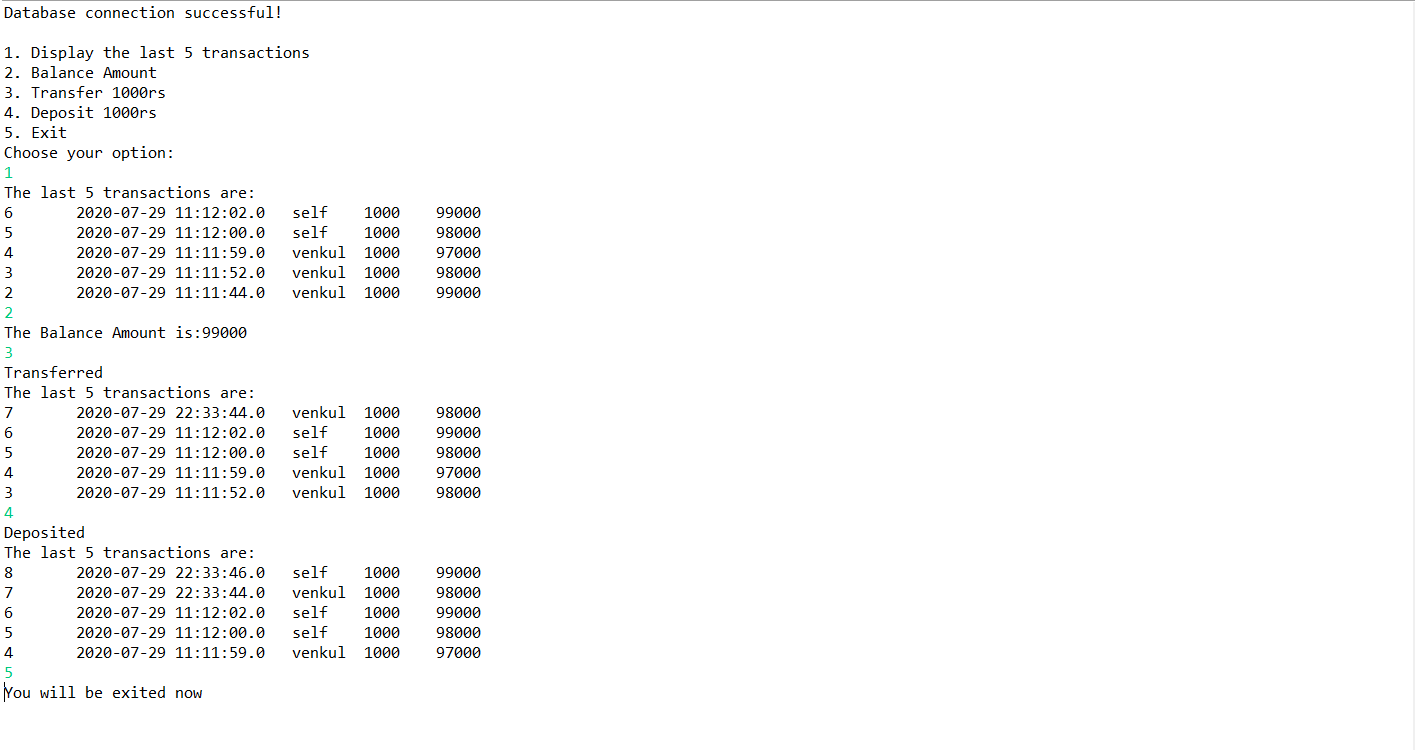 Database connection successful!
1. Display the last 5 transactions
2. Balance Amount
3. Transfer 1000rs
4. Deposit 1000rs
5. Exit
Choose your option:
1
The last 5 transactions are:
6	2020-07-29 11:12:02.0	self	1000	99000
5	2020-07-29 11:12:00.0	self	1000	98000
4	2020-07-29 11:11:59.0	venkul	1000	97000
3	2020-07-29 11:11:52.0	venkul	1000	98000
2	2020-07-29 11:11:44.0	venkul	1000	99000
2
The Balance Amount is:99000
3
Transferred
The last 5 transactions are:
7	2020-07-29 22:33:44.0	venkul	1000	98000
6	2020-07-29 11:12:02.0	self	1000	99000
5	2020-07-29 11:12:00.0	self	1000	98000
4	2020-07-29 11:11:59.0	venkul	1000	97000
3	2020-07-29 11:11:52.0	venkul	1000	98000
4
Deposited
The last 5 transactions are:
8	2020-07-29 22:33:46.0	self	1000	99000
7	2020-07-29 22:33:44.0	venkul	1000	98000
6	2020-07-29 11:12:02.0	self	1000	99000
5	2020-07-29 11:12:00.0	self	1000	98000
4	2020-07-29 11:11:59.0	venkul	1000	97000
5
You will be exited now